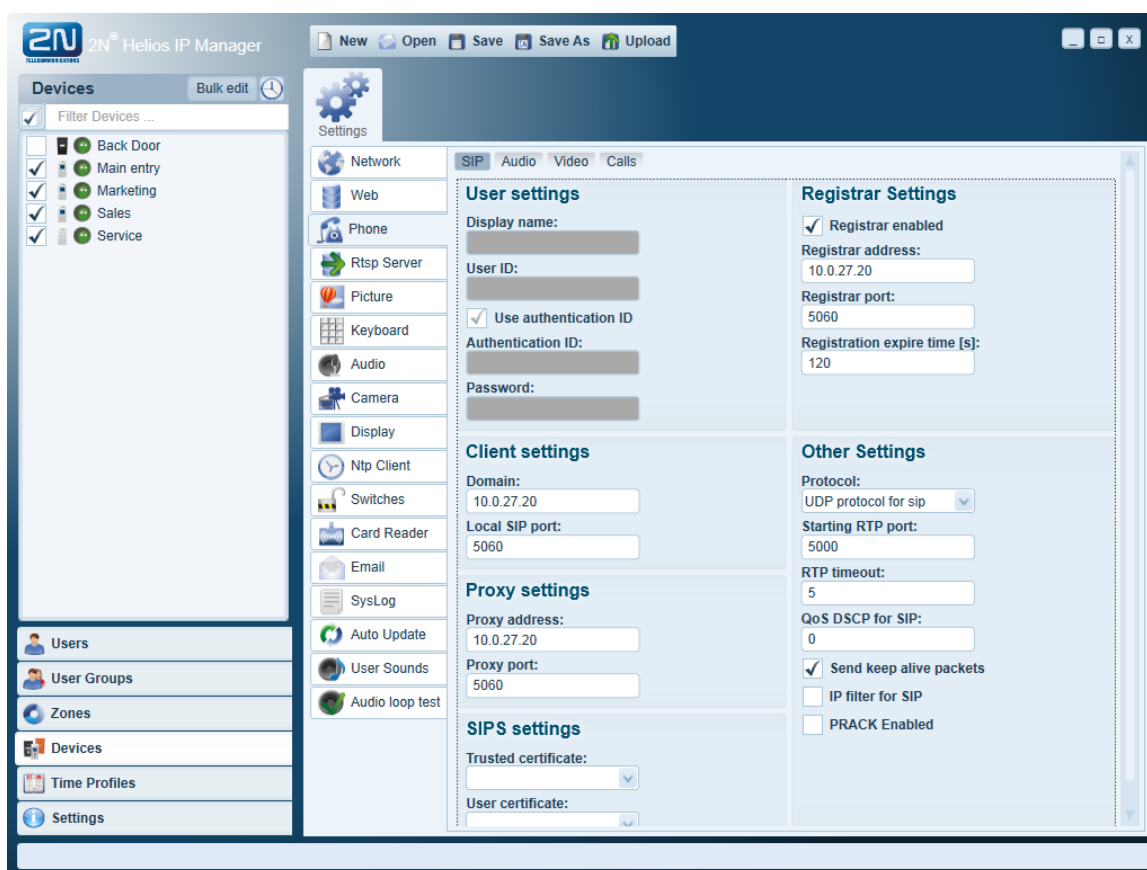 2N
TELECOMMUNICATIONS
2N® Helios IP Manager
New Open Save Save As Upload
Devices
Bulk edit
Filter Devices ...
Back Door
Main entry
Marketing
Sales
Service
Users
User Groups
Zones
Devices
Time Profiles
Settings
Settings
Network
Web
Phone
Rtsp Server
Picture
Keyboard
Audio
Camera
Display
Ntp Client
Switches
Card Reader
Email
SysLog
Auto Update
User Sounds
Audio loop test
SIP Audio Video Calls
User settings
Display name:
User ID:
Use authentication ID
Authentication ID:
Password:
Client settings
Domain:
10.0.27.20
Local SIP port:
5060
Proxy settings
Proxy address:
10.0.27.20
Proxy port:
5060
SIPS settings
Trusted certificate:
User certificate:
Registrar Settings
Registrar enabled
Registrar address:
10.0.27.20
Registrar port:
5060
Registration expire time [s]:
120
Other Settings
Protocol:
UDP protocol for sip
Starting RTP port:
5000
RTP timeout:
5
QoS DSCP for SIP:
0
Send keep alive packets
IP filter for SIP
PRACK Enabled